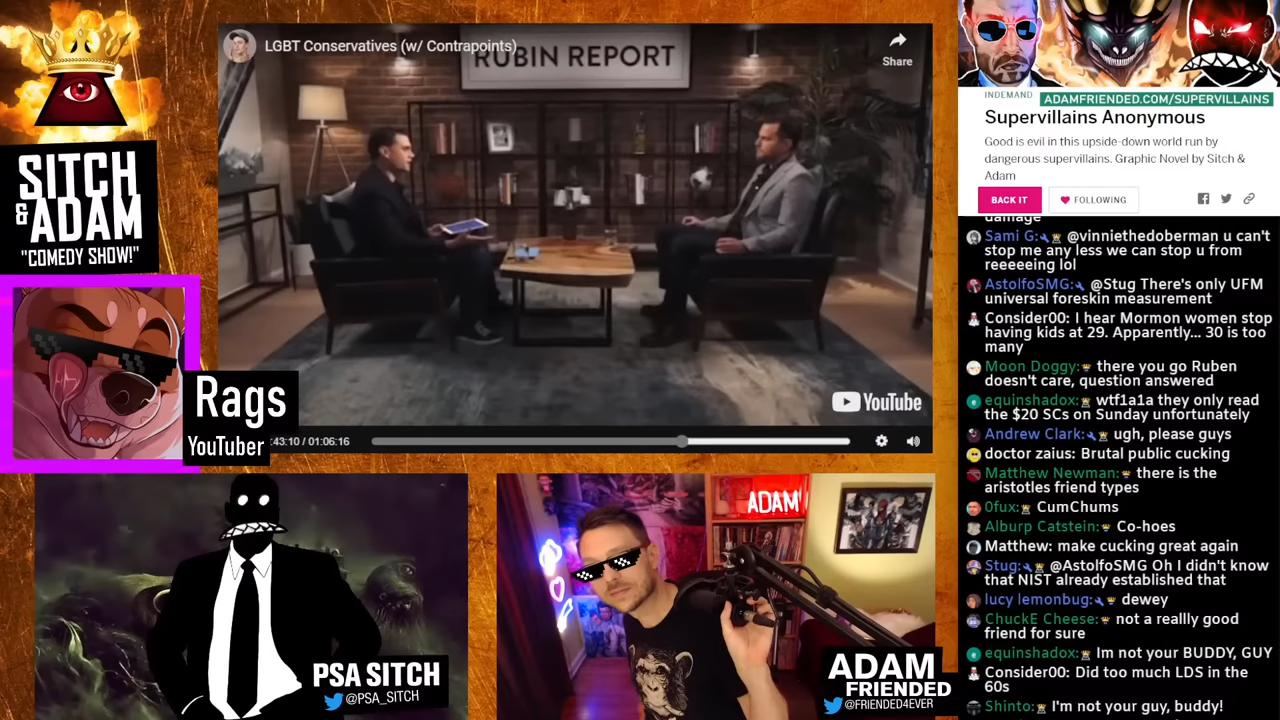 SITCH
& ADAM
"COMEDY SHOW!"
Rags
YouTuber
LGBT Conservatives (w/ Contrapoints)
Share
RUBIN REPORT
YouTube
:43:10 / 01:06:16
PSA SITCH
@PSA_SITCH
ADAM
ADAM
FRIENDED
@FRIENDED4EVER
INDEMAND
ADAMFRIENDED.COM/SUPERVILLAINS
Supervillains Anonymous
Good is evil in this upside-down world run by
dangerous supervillains. Graphic Novel by Sitch &
Adam
BACK IT
FOLLOWING
damage
Sami G: @vinniethedoberman u can't
stop me any less we can stop u from
reeeeeing lol
AstolfoSMG: @Stug There's only UFM
universal foreskin measurement
Consider00: I hear Mormon women stop
having kids at 29. Apparently... 30 is too
many
Moon Doggy: there you go Ruben
doesn't care, question answered
equinshadox: wtf1a1a they only read
the $20 SCs on Sunday unfortunately
Andrew Clark: ugh, please guys
doctor zaius: Brutal public cucking
Matthew Newman: there is the
aristotles friend types
0fux: CumChums
Alburp Catstein: Co-hoes
Matthew: make cucking great again
Stug: @AstolfoSMG Oh I didn't know
that NIST already established that
lucy lemonbug: dewey
ChuckE Cheese: not a reallly good
friend for sure
equinshadox: Im not your BUDDY, GUY
Consider00: Did too much LDS in the
60s
Shinto: I'm not your guy, buddy!